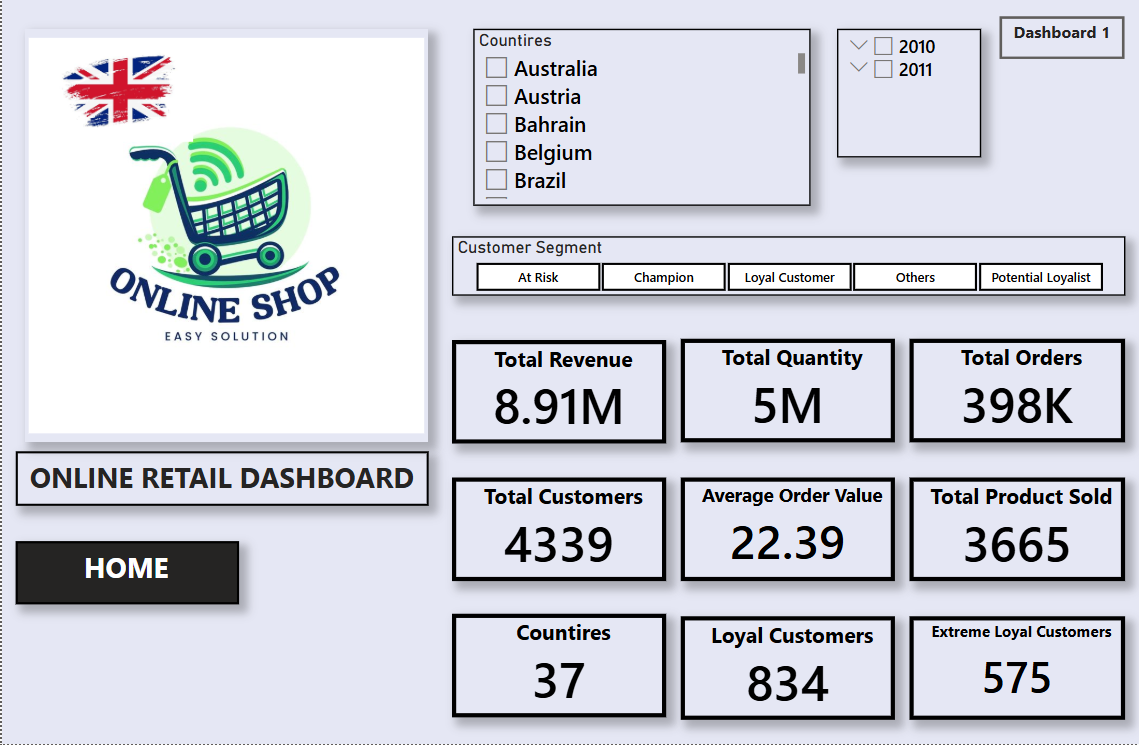 ONLINE SHOP
EASY SOLUTION
ONLINE RETAIL DASHBOARD
HOME
Countires
Australia
Austria
Bahrain
Belgium
Brazil
2010
2011
Dashboard 1
Customer Segment
At Risk
Champion
Loyal Customer
Others
Potential Loyalist
Total Revenue
8.91M
Total Quantity
5M
Total Orders
398K
Total Customers
4339
Average Order Value
22.39
Total Product Sold
3665
Countires
37
Loyal Customers
834
Extreme Loyal Customers
575